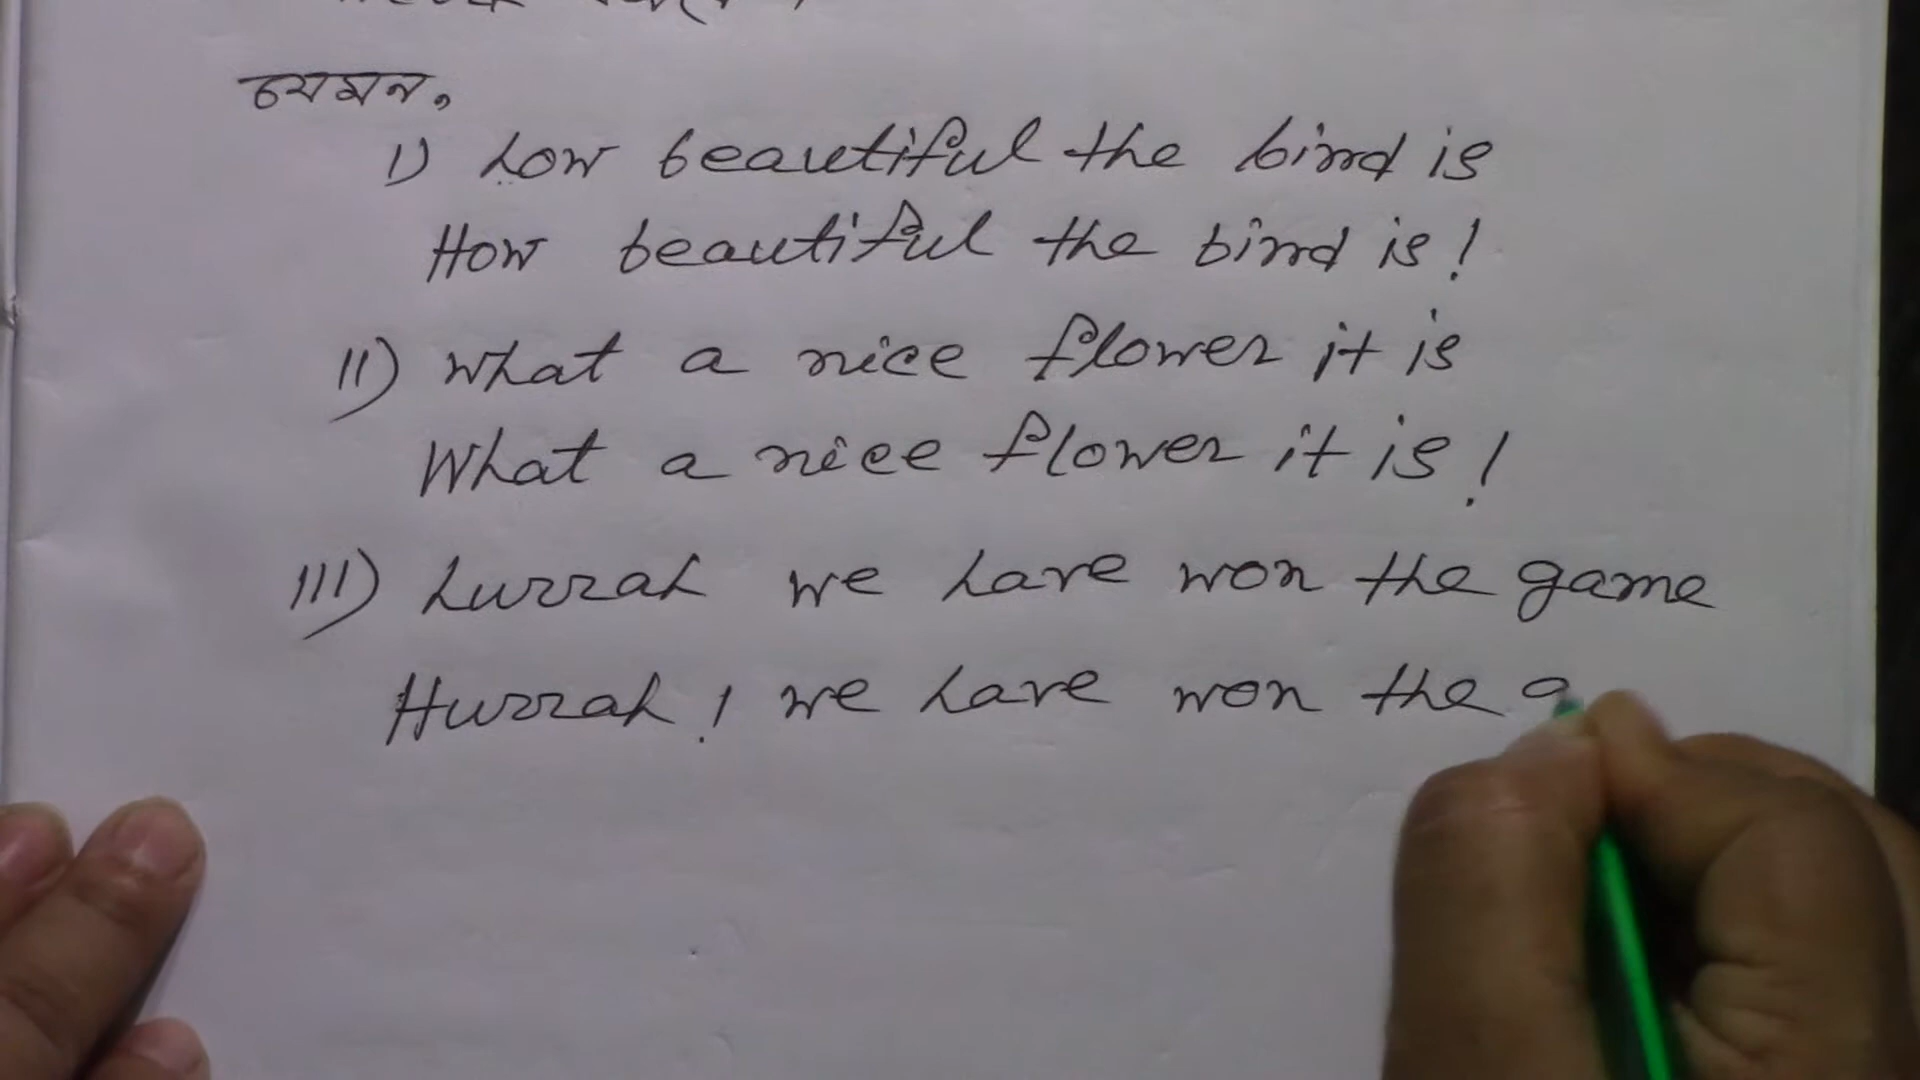 যেমন,
i) how beautiful the bird is
How beautiful the bird is!
ii) what a nice flower it is
What a nice flower it is!
iii) hurrah we have won the game
Hurrah! we have won the